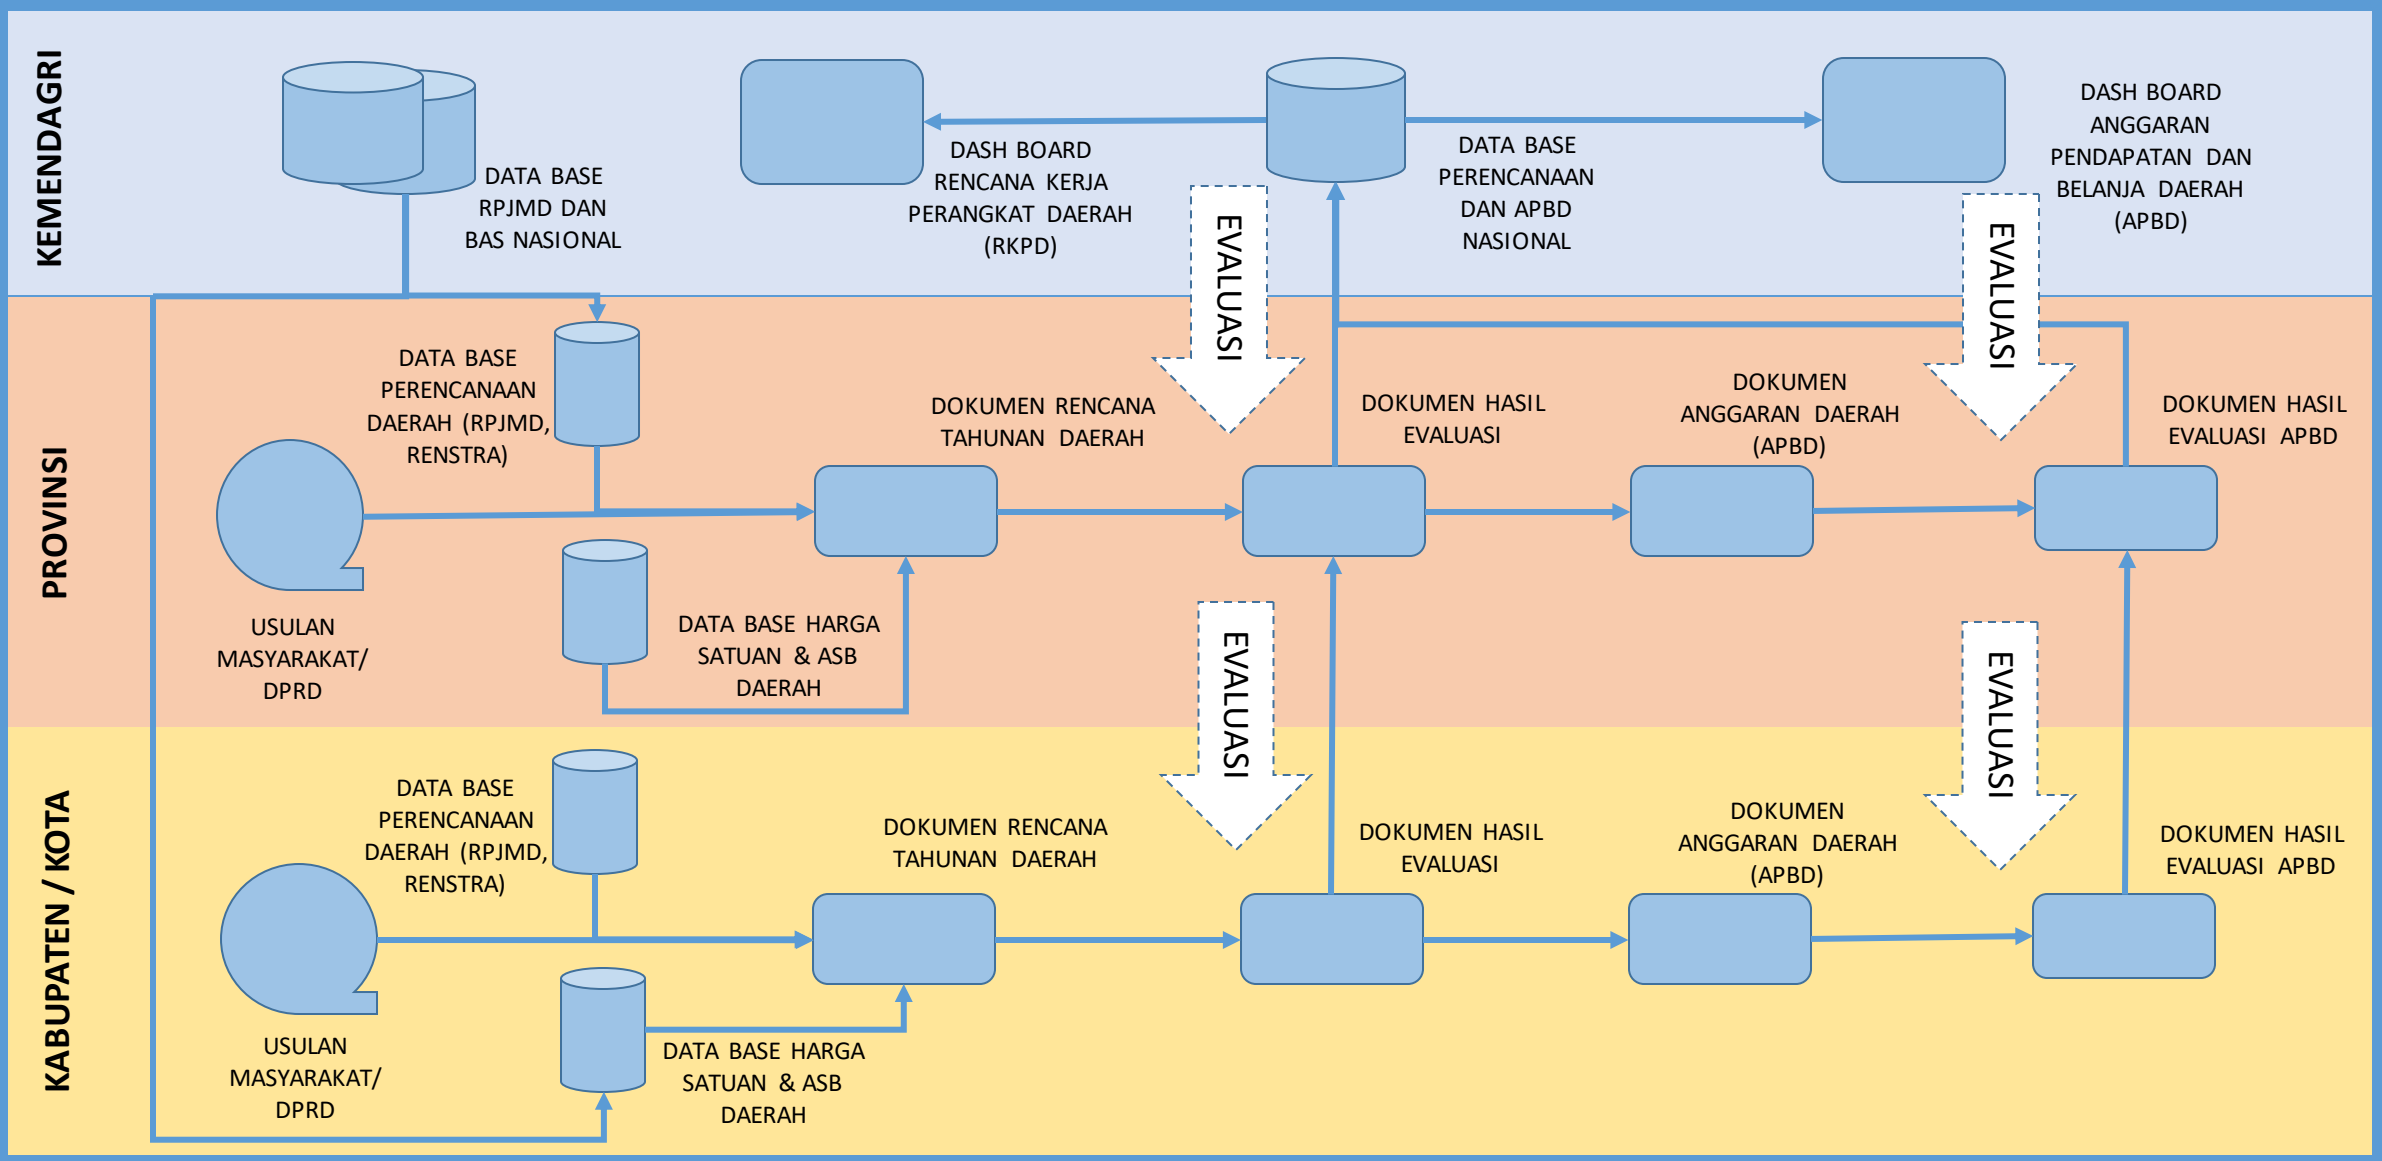 KEMENDAGRI
DATA BASE
RPJMD DAN
BAS NASIONAL
DASH BOARD
RENCANA KERJA
PERANGKAT DAERAH
(RKPD)
EVALUASI
DATA BASE
PERENCANAAN
DAN APBD
NASIONAL
DASH BOARD
ANGGARAN
PENDAPATAN DAN
BELANJA DAERAH
(APBD)
EVALUASI
PROVINSI
DATA BASE
PERENCANAAN
DAERAH (RPJMD,
RENSTRA)
USULAN
MASYARAKAT/
DPRD
DATA BASE HARGA
SATUAN & ASB
DAERAH
DOKUMEN RENCANA
TAHUNAN DAERAH
DOKUMEN HASIL
EVALUASI
DOKUMEN
ANGGARAN DAERAH
(APBD)
DOKUMEN HASIL
EVALUASI APBD
EVALUASI
EVALUASI
KABUPATEN / KOTA
DATA BASE
PERENCANAAN
DAERAH (RPJMD,
RENSTRA)
USULAN
MASYARAKAT/
DPRD
DATA BASE HARGA
SATUAN & ASB
DAERAH
DOKUMEN RENCANA
TAHUNAN DAERAH
DOKUMEN HASIL
EVALUASI
DOKUMEN
ANGGARAN DAERAH
(APBD)
DOKUMEN HASIL
EVALUASI APBD